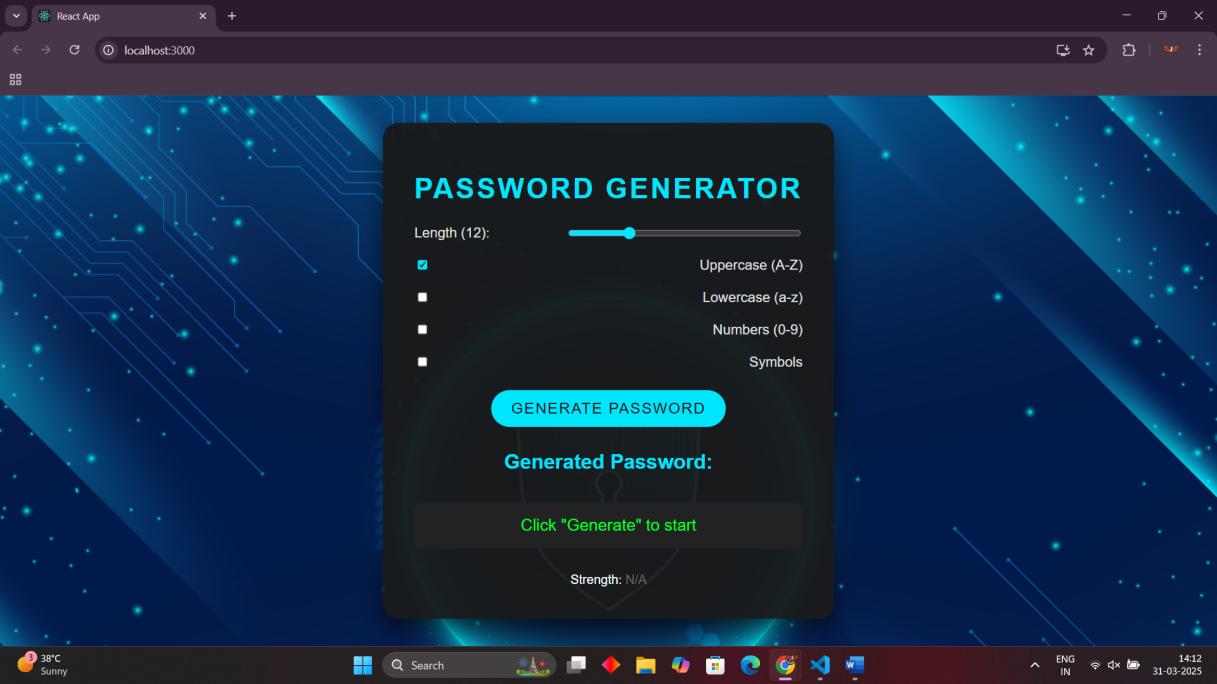 React App
localhost:3000
PASSWORD GENERATOR
Length (12):
Uppercase (A-Z)
Lowercase (a-z)
Numbers (0-9)
Symbols
GENERATE PASSWORD
Generated Password:
Click "Generate" to start
Strength: N/A
3
38°C
Sunny
Search
W
ENG
IN
14:12
31-03-2025